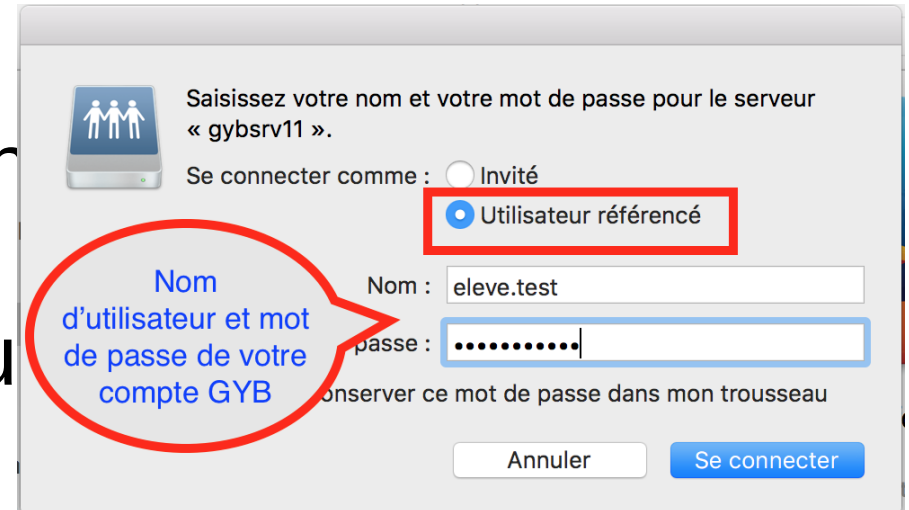 Saisissez votre nom et votre mot de passe pour le serveur
« gybsrv11 ».
Se connecter comme : Invité
Utilisateur référencé
Nom
d'utilisateur et mot
de passe de votre
compte GYB
Nom : eleve.test
passe : •••••••••••
onserver ce mot de passe dans mon trousseau
Annuler Se connecter